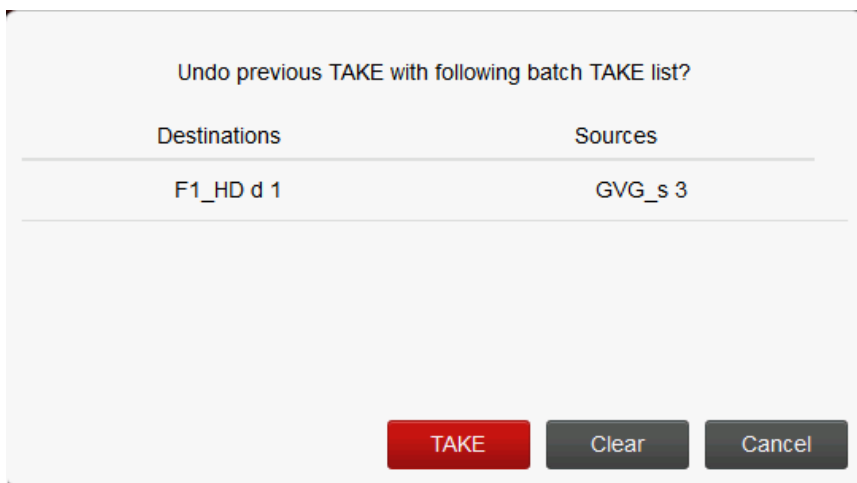 Undo previous TAKE with following batch TAKE list?
Destinations Sources
F1_HD d 1 GVG_s 3
TAKE Clear Cancel